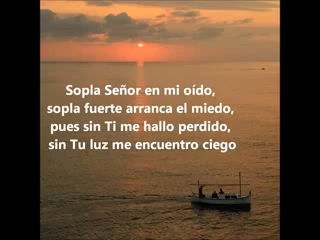 Sopla Señor en mi oído,
sopla fuerte arranca el miedo,
pues sin Ti me hallo perdido,
sin Tu luz me encuentro ciego